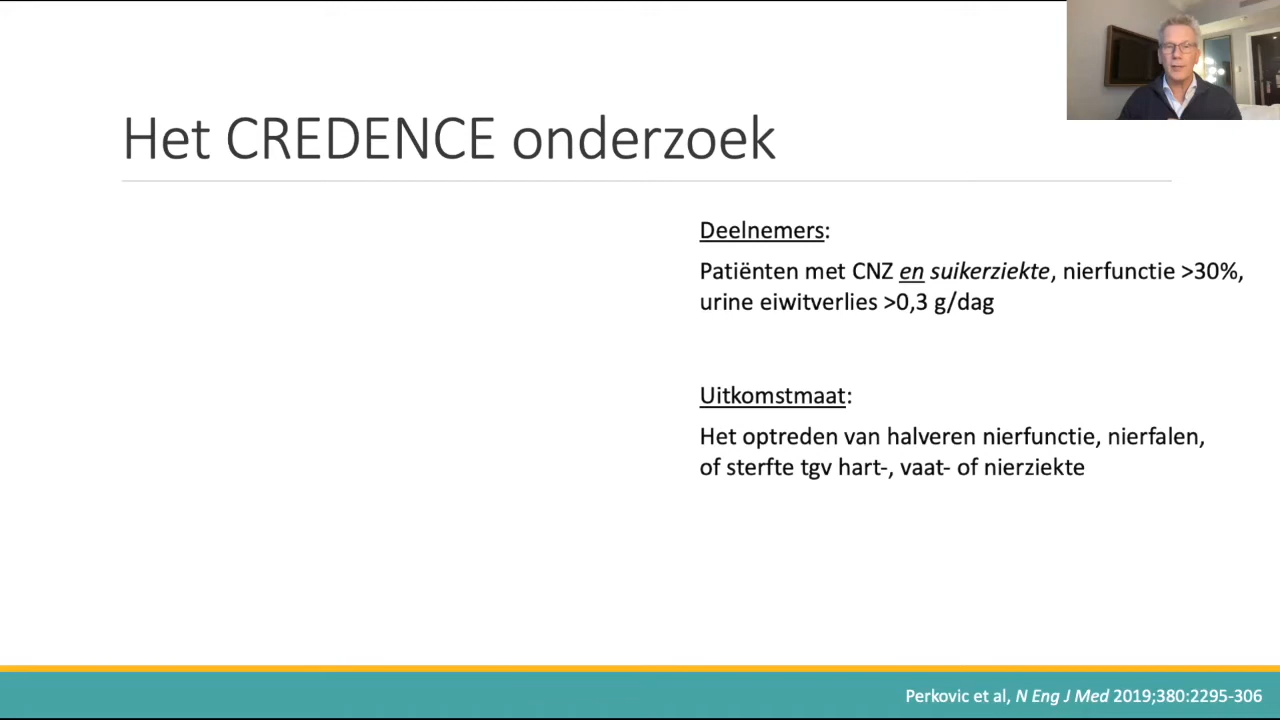 Het CREDENCE onderzoek
Deelnemers:
Patiënten met CNZ en suikerziekte, nierfunctie >30%,
urine eiwitverlies >0,3 g/dag
Uitkomstmaat:
Het optreden van halveren nierfunctie, nierfalen,
of sterfte tgv hart-, vaat- of nierziekte
Perkovic et al, N Eng J Med 2019;380:2295-306